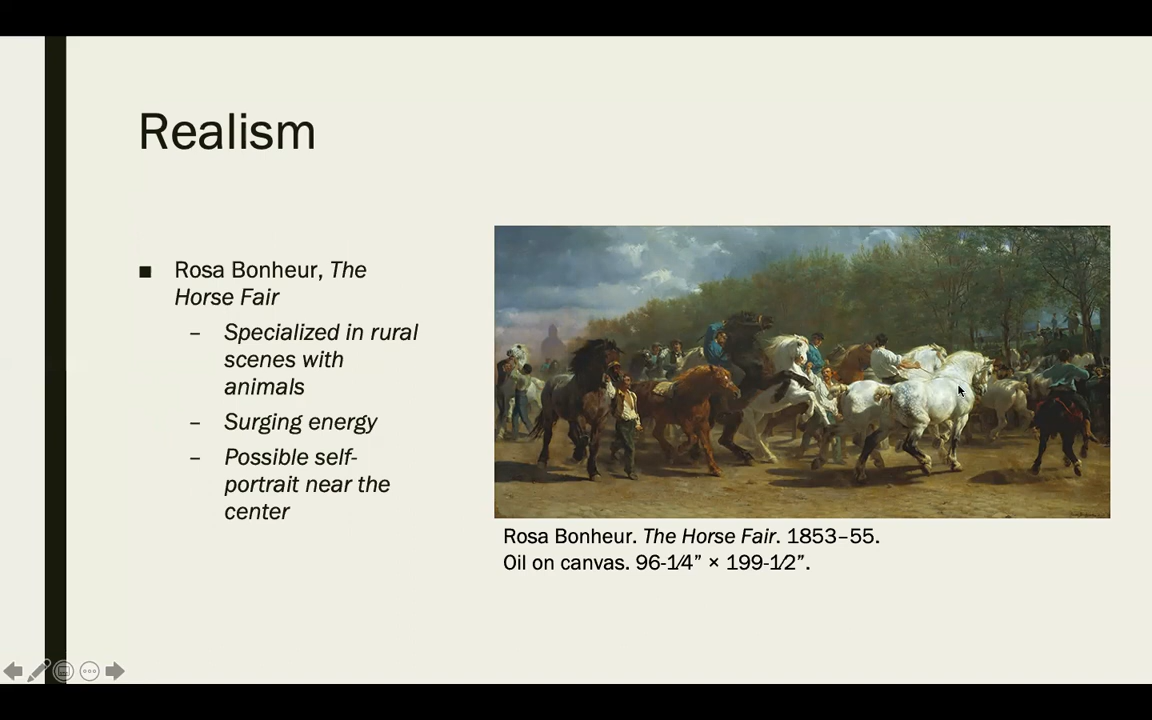 Realism
■ Rosa Bonheur, The
Horse Fair
– Specialized in rural
scenes with
animals
– Surging energy
– Possible self-
portrait near the
center
Rosa Bonheur. The Horse Fair. 1853–55.
Oil on canvas. 96-1⁄4” × 199-1⁄2”.